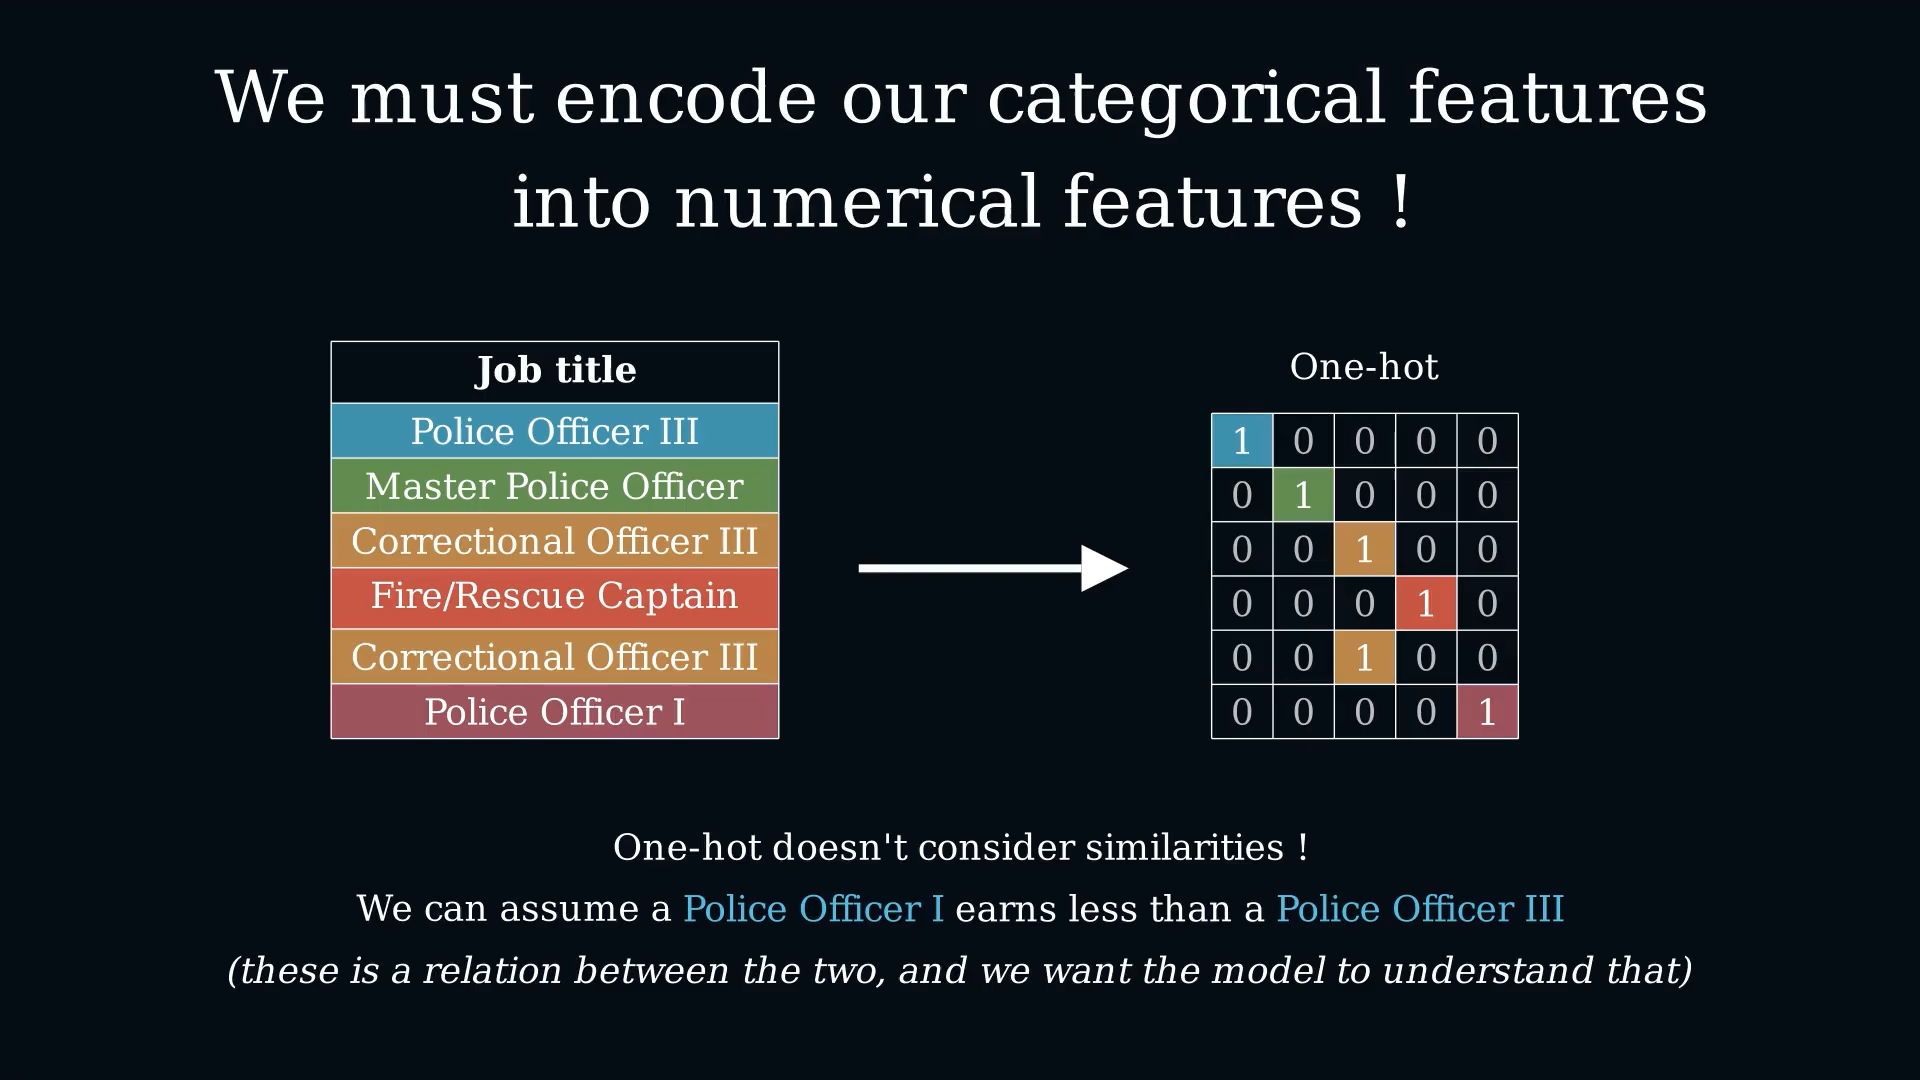 We must encode our categorical features
into numerical features !
Job title
Police Officer III
Master Police Officer
Correctional Officer III
Fire/Rescue Captain
Correctional Officer III
Police Officer I
One-hot
1 0 0 0 0
0 1 0 0 0
0 0 1 0 0
0 0 0 1 0
0 0 1 0 0
0 0 0 0 1
One-hot doesn't consider similarities !
We can assume a Police Officer I earns less than a Police Officer III
(these is a relation between the two, and we want the model to understand that)